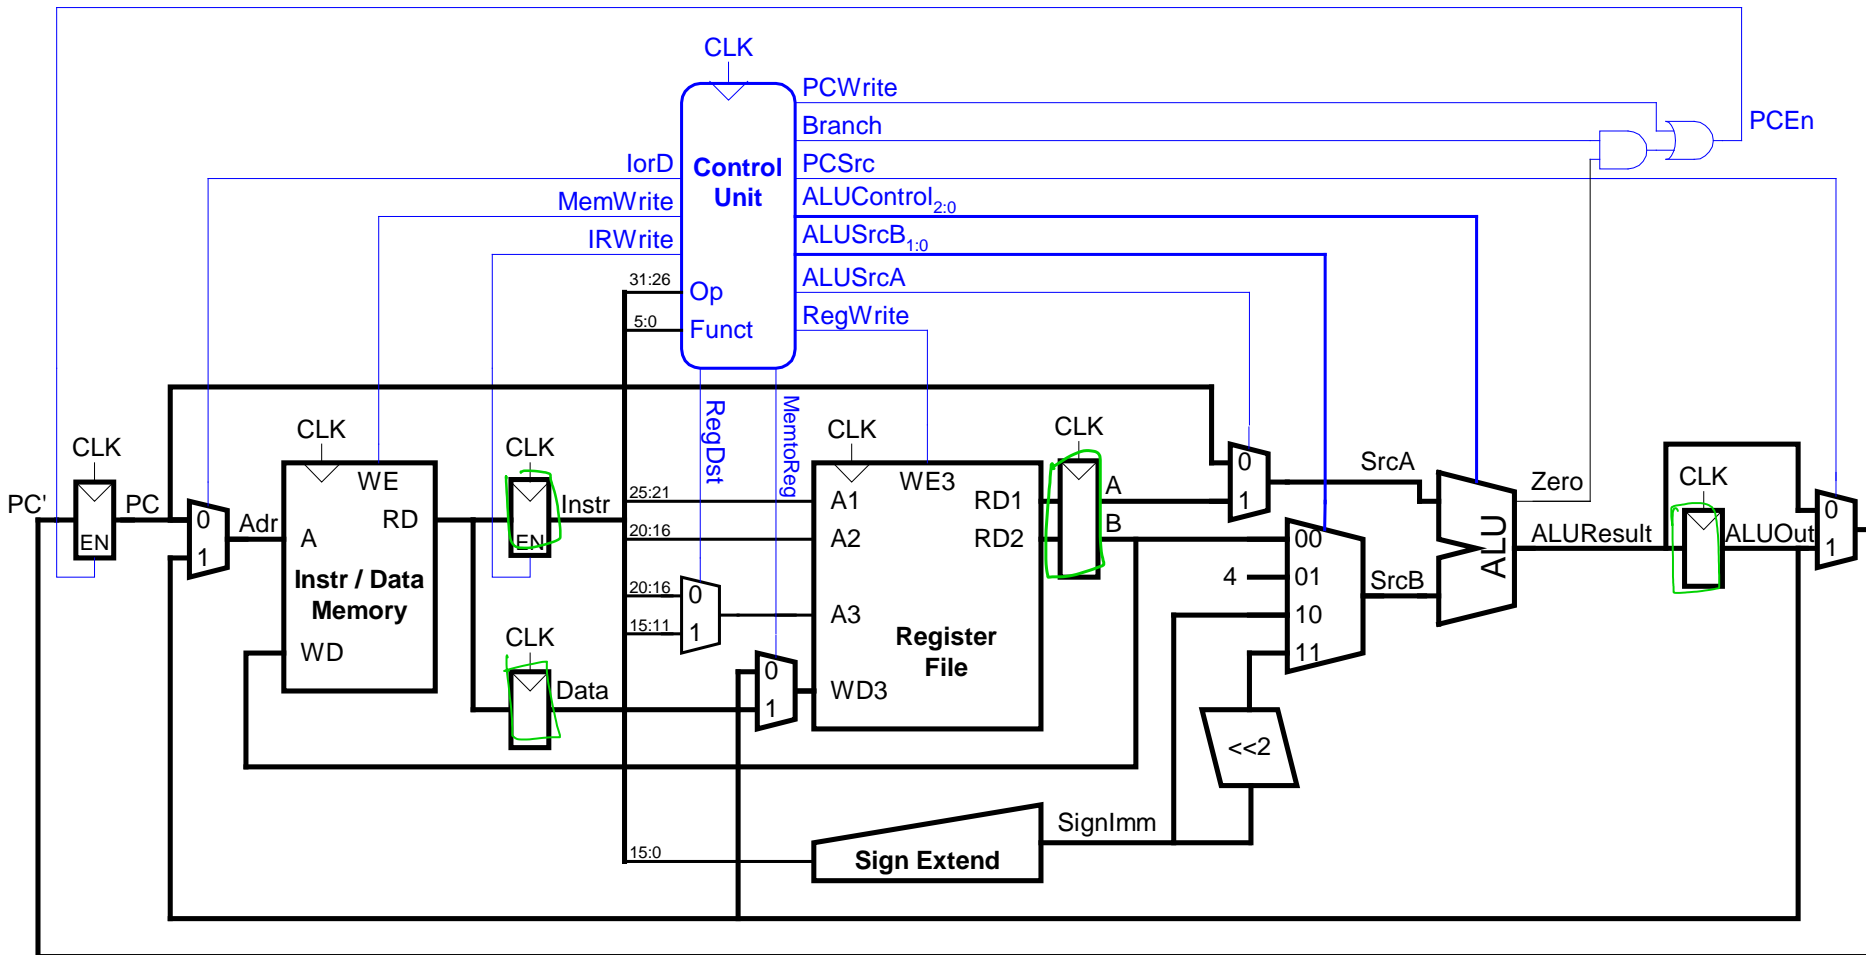 CLK
PCWrite
Branch
PCEn
IorD
Control
Unit
PCSrc
MemWrite
ALUControl2:0
IRWrite
ALUSrcB1:0
31:26
Op
ALUSrcA
5:0
Funct
RegWrite
RegDst
MemtoReg
CLK
CLK
CLK
CLK
CLK
PC'
EN
PC
0
1
Adr
A
WE
RD
Instr / Data
Memory
WD
EN
Instr
CLK
Data
25:21
20:16
20:16
0
15:11
1
0
1
A1
WE3
RD1
A2
RD2
A3
Register
File
WD3
A
B
0
1
SrcA
00
4
01
10
11
SrcB
<<2
ALU
Zero
ALUResult
CLK
ALUOut
0
1
15:0
Sign Extend
SignImm